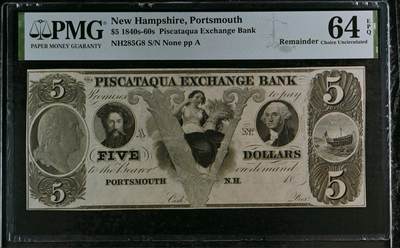 PMG
PAPER MONEY GUARANTY
New Hampshire, Portsmouth
$5 1840s-60s Piscataqua Exchange Bank
NH285G8 S/N None pp A
Remainder
64 EPQ
Choice Uncirculated
PISCATAQUA EXCHANGE BANK
5
5
Promises
to pay
FIVE
DOLLARS
to the Bearer
on demand
PORTSMOUTH
N.H.
18
5
5
Cash.
Pres.